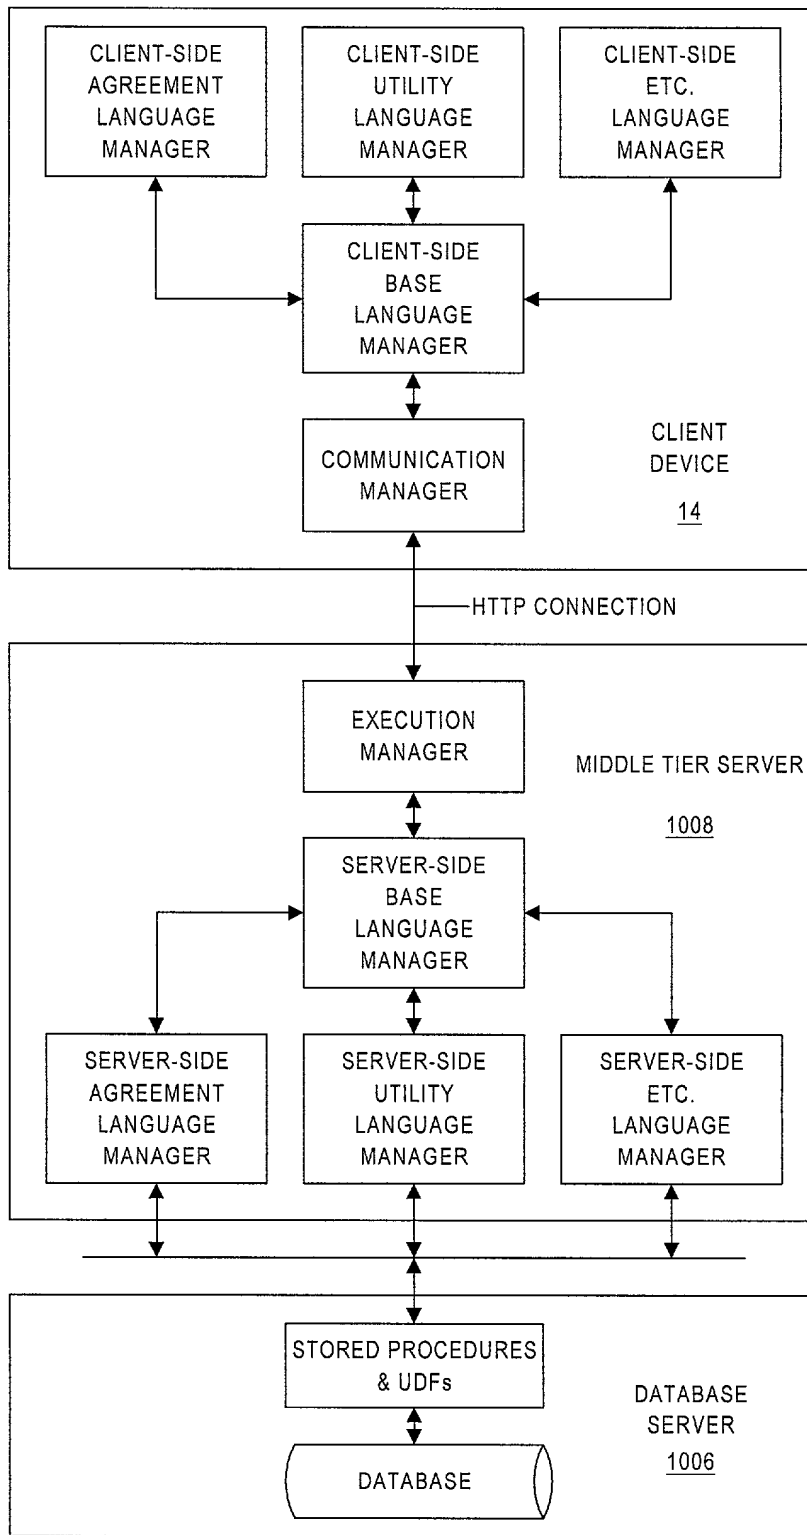 CLIENT-SIDE
AGREEMENT
LANGUAGE
MANAGER
CLIENT-SIDE
UTILITY
LANGUAGE
MANAGER
CLIENT-SIDE
ETC.
LANGUAGE
MANAGER
CLIENT-SIDE
BASE
LANGUAGE
MANAGER
COMMUNICATION
MANAGER
CLIENT
DEVICE
14
HTTP CONNECTION
EXECUTION
MANAGER
MIDDLE TIER SERVER
1008
SERVER-SIDE
BASE
LANGUAGE
MANAGER
SERVER-SIDE
AGREEMENT
LANGUAGE
MANAGER
SERVER-SIDE
UTILITY
LANGUAGE
MANAGER
SERVER-SIDE
ETC.
LANGUAGE
MANAGER
STORED PROCEDURES
& UDFs
DATABASE
DATABASE
SERVER
1006